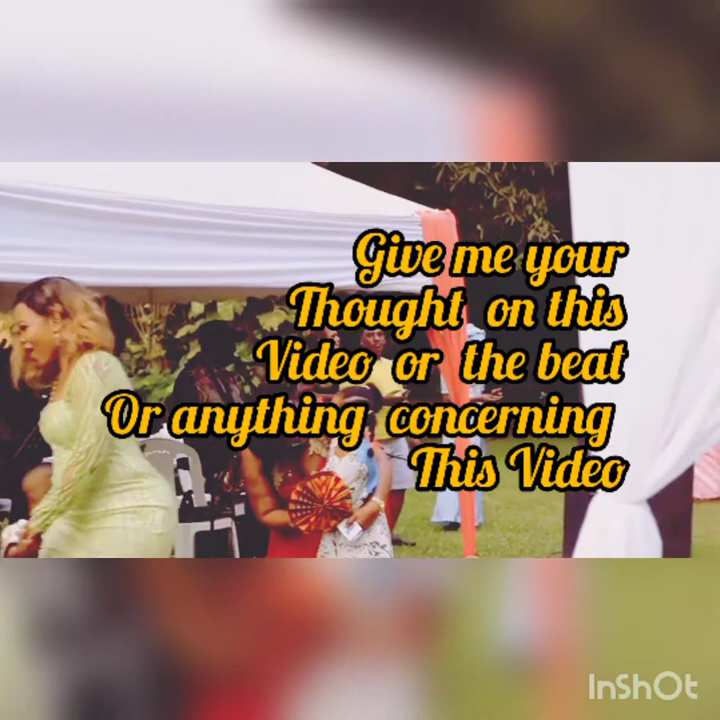 Give me your
Thought on this
Video or the beat
Or anything concerning
This Video
InShOt